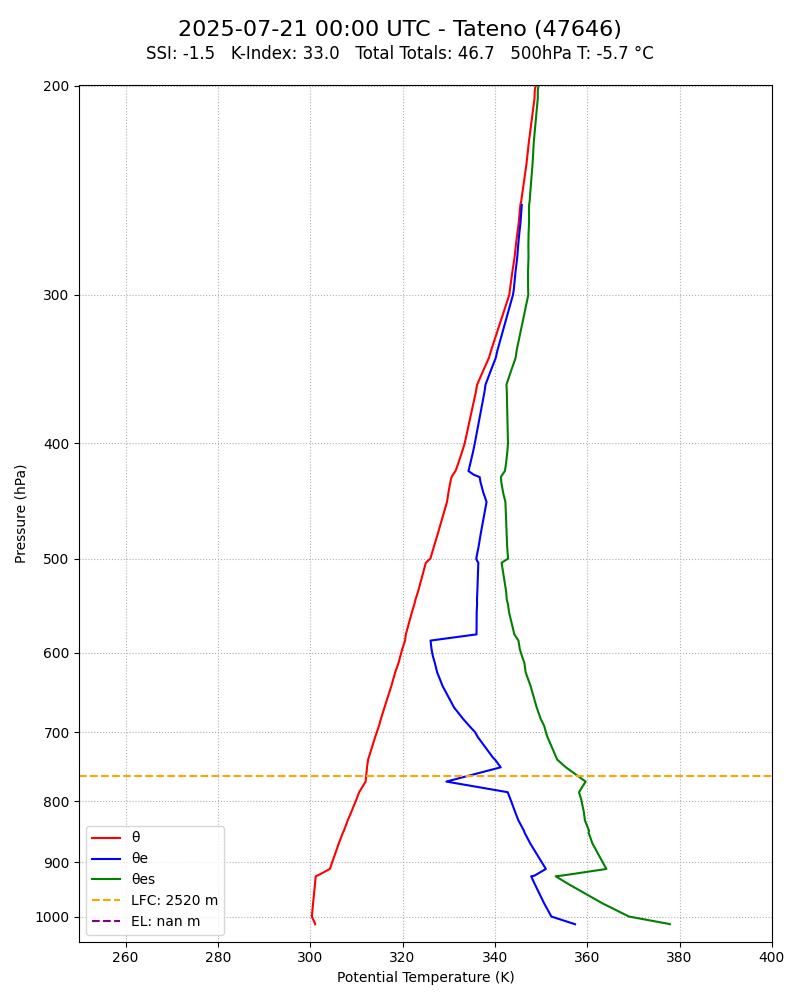 2025-07-21 00:00 UTC - Tateno (47646)
SSI: -1.5   K-Index: 33.0   Total Totals: 46.7   500hPa T: -5.7 °C
200
300
400
500
600
700
800
900
1000
Pressure (hPa)
θ
θe
θes
LFC: 2520 m
EL: nan m
260 280 300 320 340 360 380 400
Potential Temperature (K)